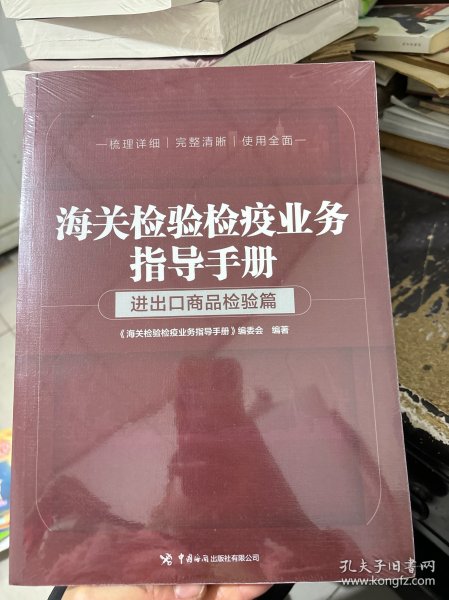 梳理详细｜完整清晰｜使用全面
海关检验检疫业务
指导手册
进出口商品检验篇
《海关检验检疫业务指导手册》编委会 编著
中国海关出版社有限公司
孔夫子旧书网
www.kongfz.com